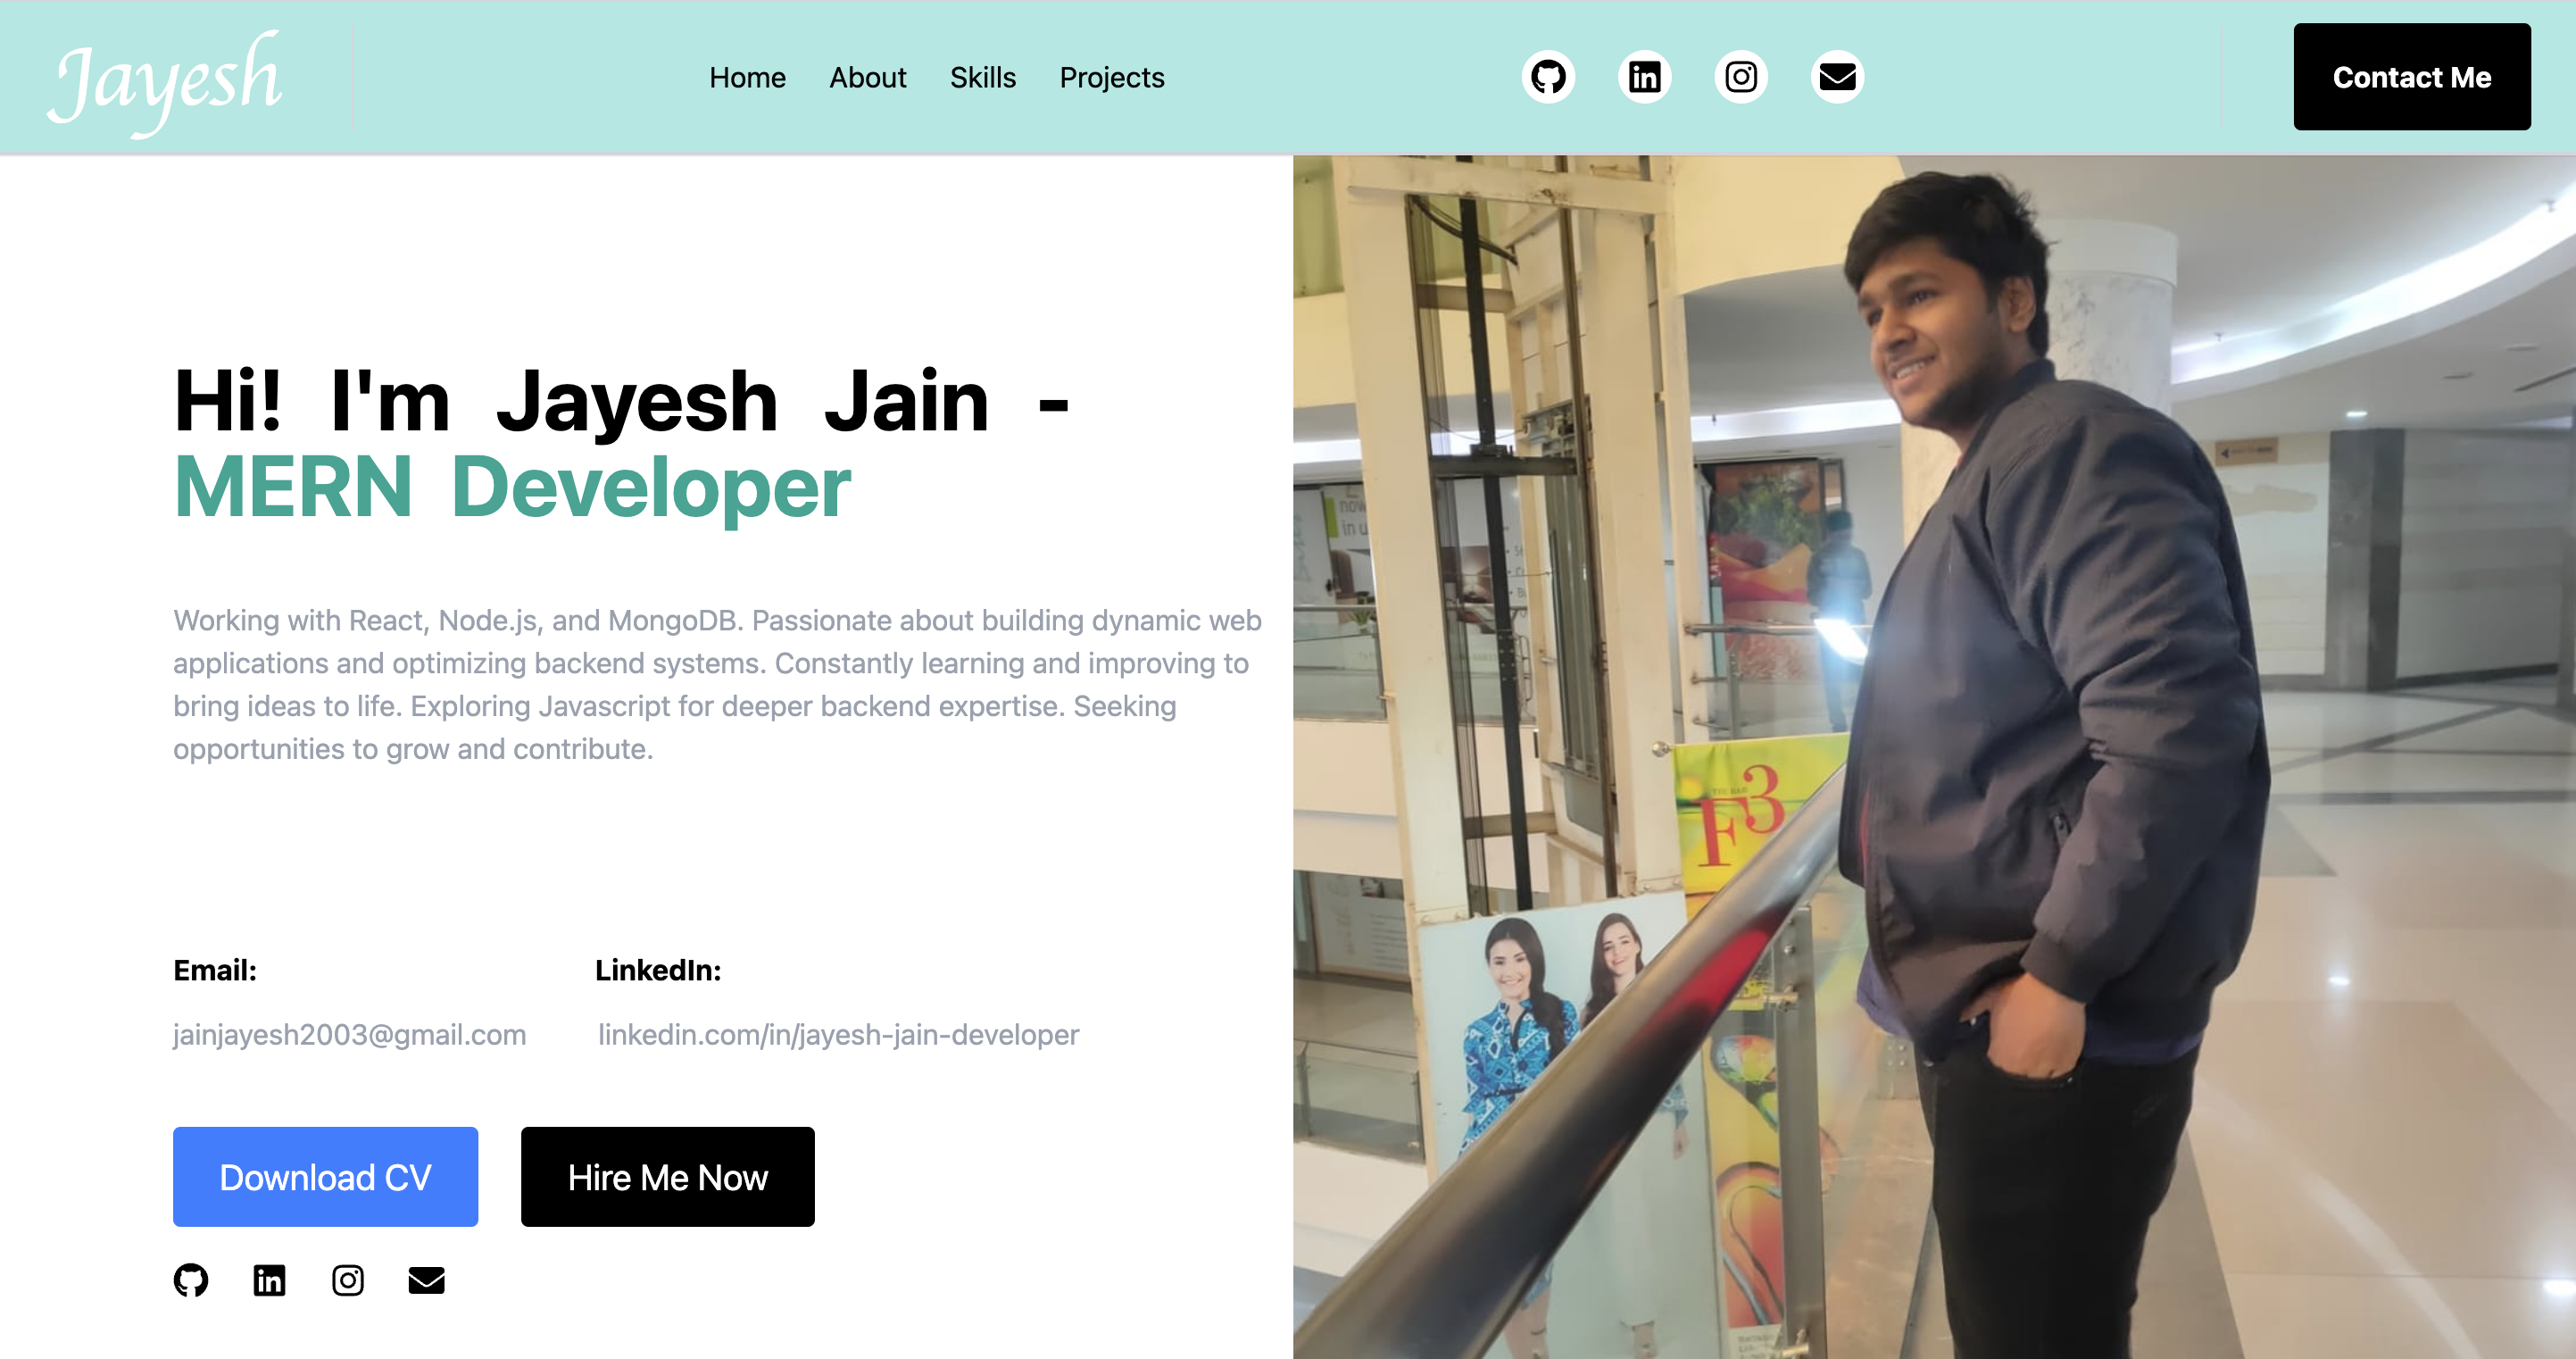 Jayesh
Home About Skills Projects
Contact Me
Hi! I'm Jayesh Jain -
MERN Developer
Working with React, Node.js, and MongoDB. Passionate about building dynamic web
applications and optimizing backend systems. Constantly learning and improving to
bring ideas to life. Exploring Javascript for deeper backend expertise. Seeking
opportunities to grow and contribute.
Email:
LinkedIn:
jainjayesh2003@gmail.com
linkedin.com/in/jayesh-jain-developer
Download CV
Hire Me Now
now
in
F3